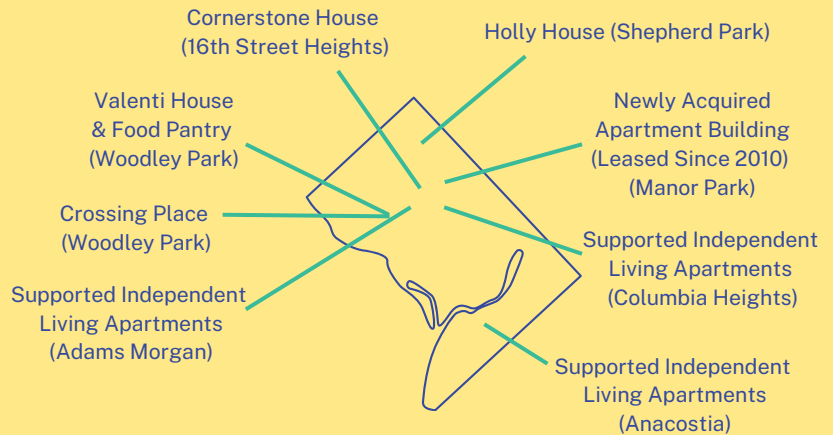 Cornerstone House
(16th Street Heights)
Holly House (Shepherd Park)
Valenti House
& Food Pantry
(Woodley Park)
Newly Acquired
Apartment Building
(Leased Since 2010)
(Manor Park)
Crossing Place
(Woodley Park)
Supported Independent
Living Apartments
(Columbia Heights)
Supported Independent
Living Apartments
(Adams Morgan)
Supported Independent
Living Apartments
(Anacostia)